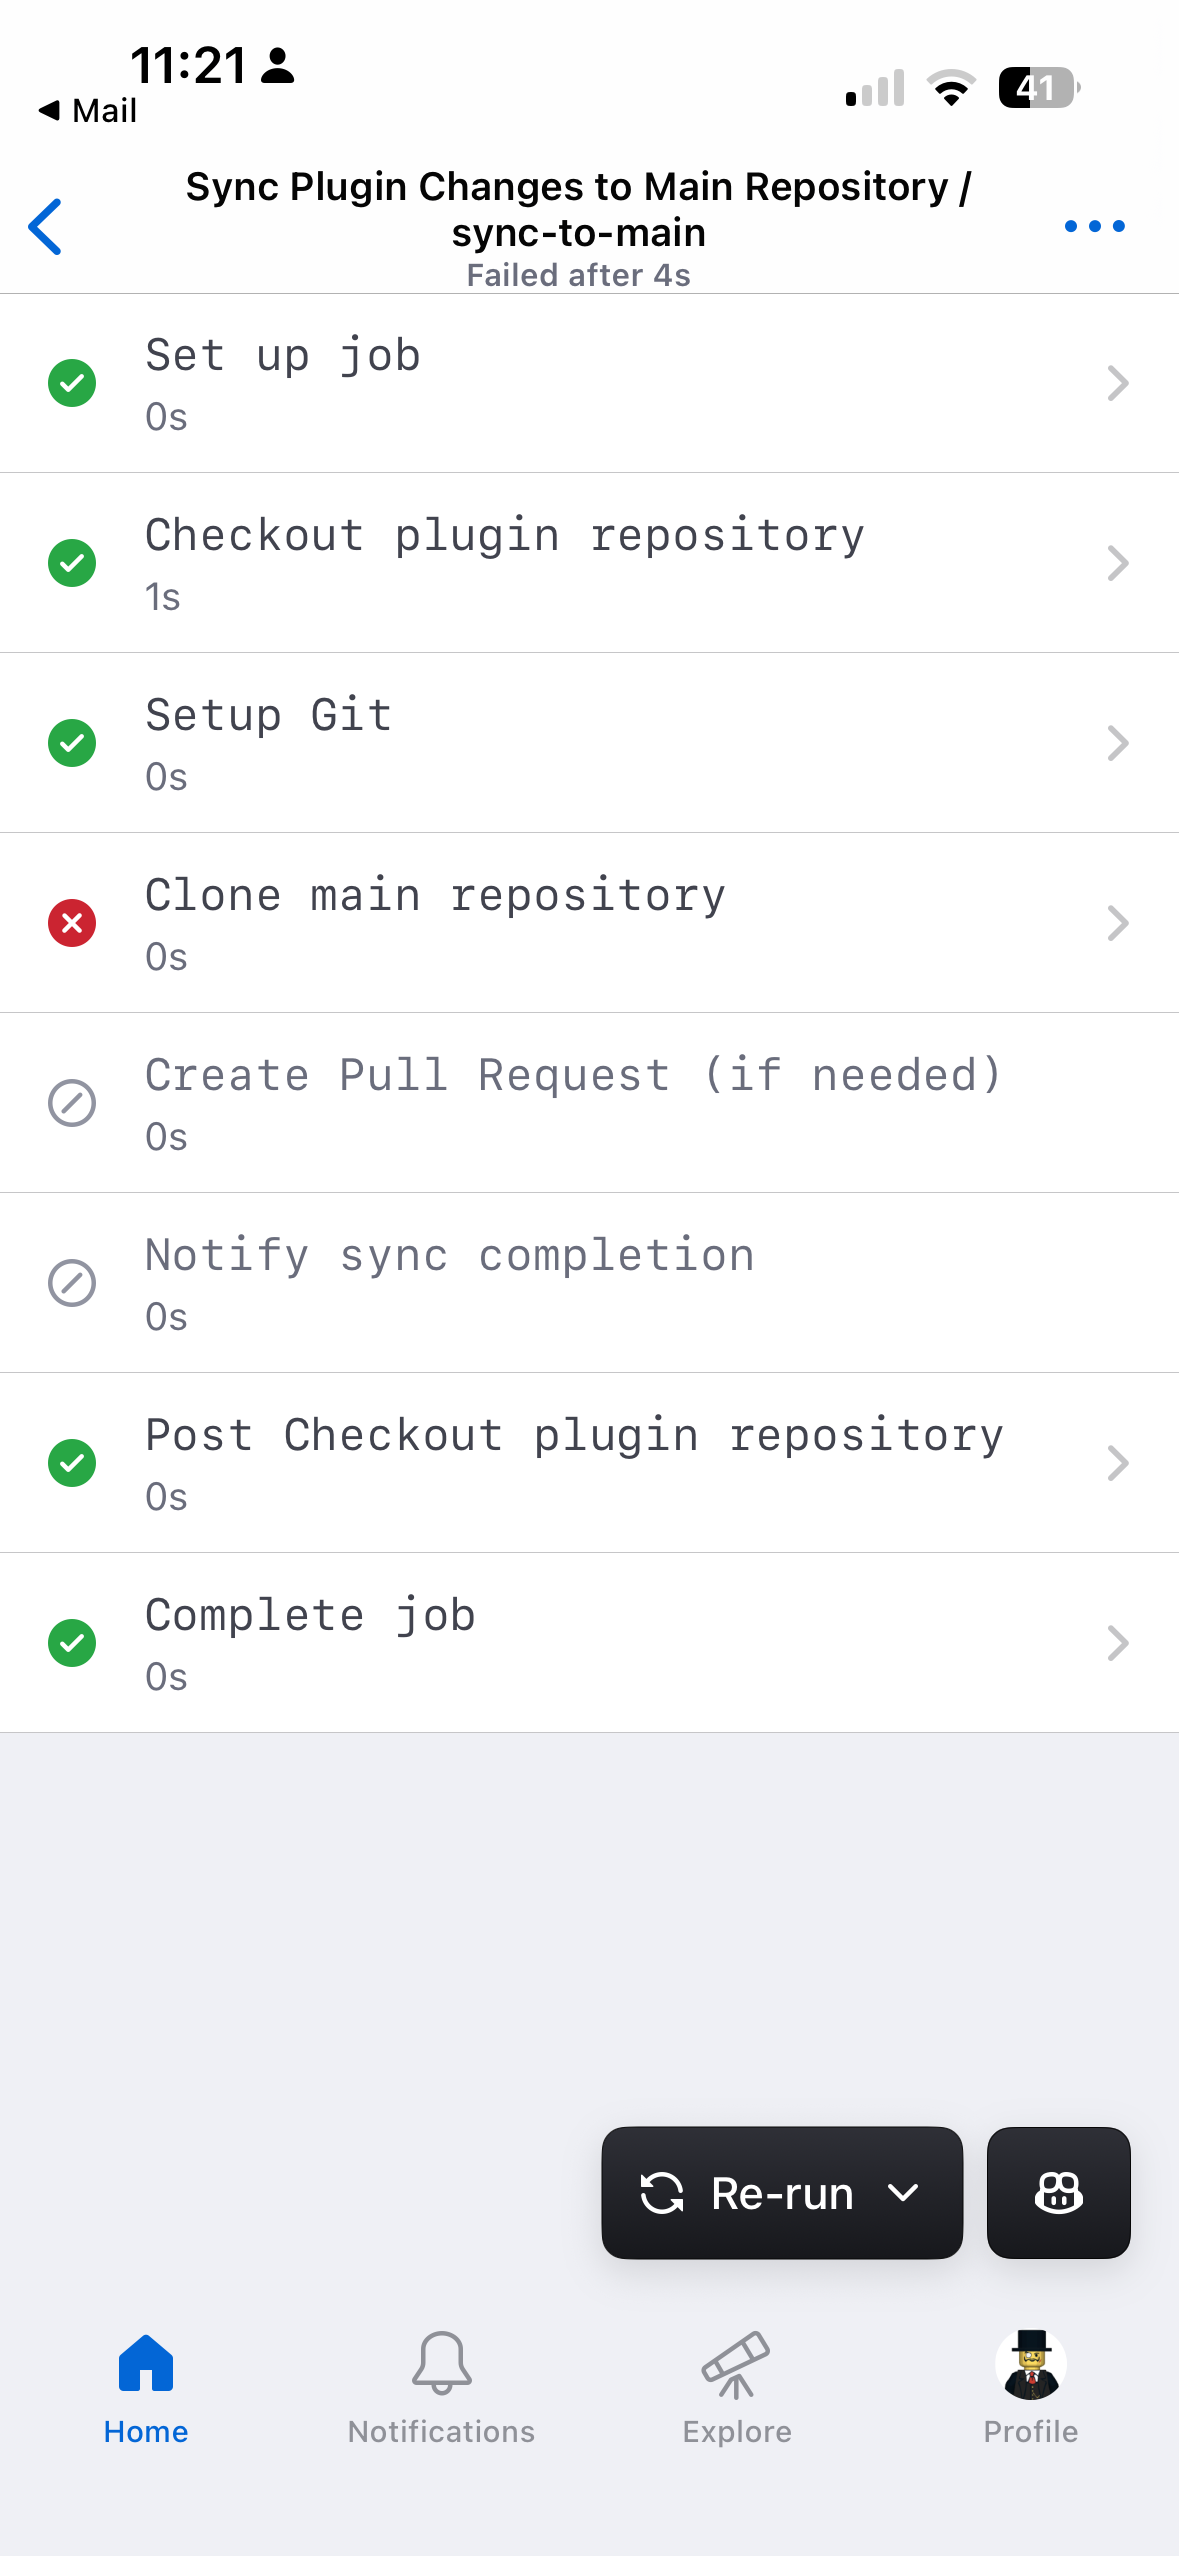 11:21
Mail
41
Sync Plugin Changes to Main Repository /
sync-to-main
Failed after 4s
Set up job
0s
Checkout plugin repository
1s
Setup Git
0s
Clone main repository
0s
Create Pull Request (if needed)
0s
Notify sync completion
0s
Post Checkout plugin repository
0s
Complete job
0s
Re-run
Home
Notifications
Explore
Profile